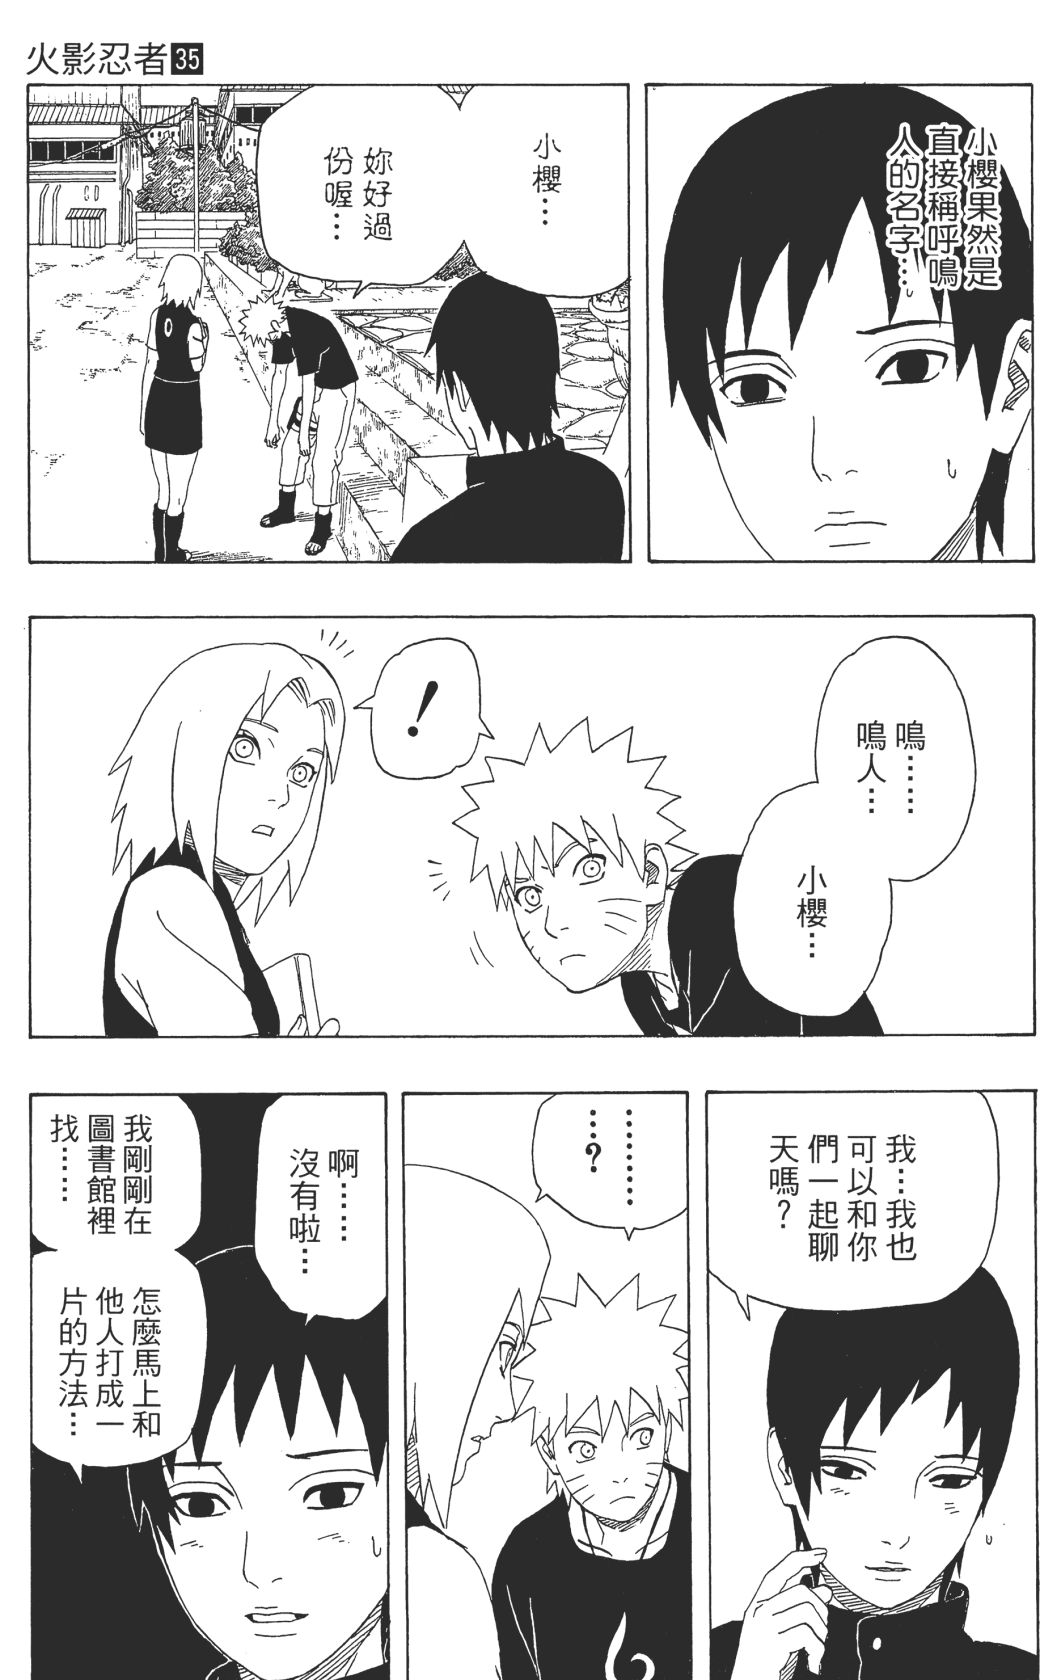 火影忍者35
小櫻果然是
直接稱呼鳴
人的名字…
小櫻…
妳好過
份喔…
鳴……
鳴人…
小櫻…
!
我…我也
可以和你
們一起聊
天嗎?
………
…?
啊……
沒有啦…
我剛剛在
圖書館裡
找……
怎麼馬上和
他人打成一
片的方法…